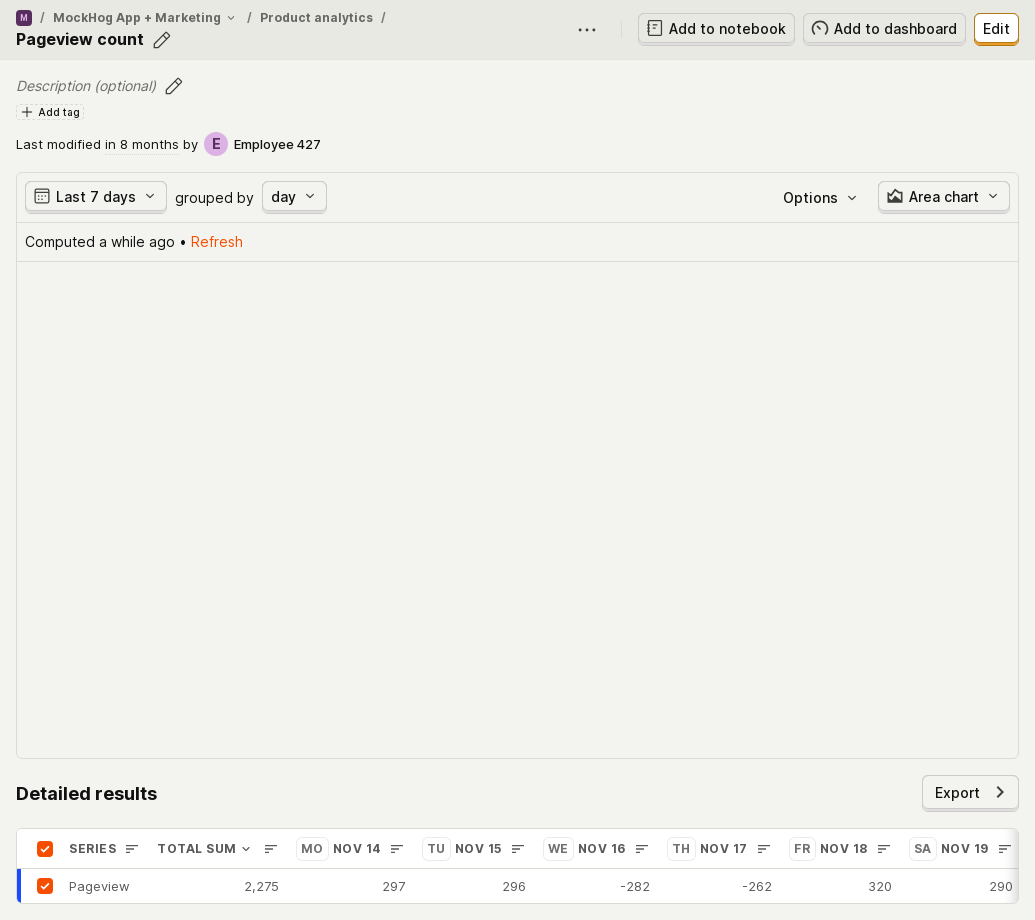 M / MockHog App + Marketing / Product analytics /
Pageview count
Add to notebook
Add to dashboard
Edit
Description (optional)
Add tag
Last modified in 8 months by E Employee 427
Last 7 days grouped by day
Options
Area chart
Computed a while ago • Refresh
Detailed results
Export
SERIES TOTAL SUM MO NOV 14 TU NOV 15 WE NOV 16 TH NOV 17 FR NOV 18 SA NOV 19
Pageview 2,275 297 296 -282 -262 320 290